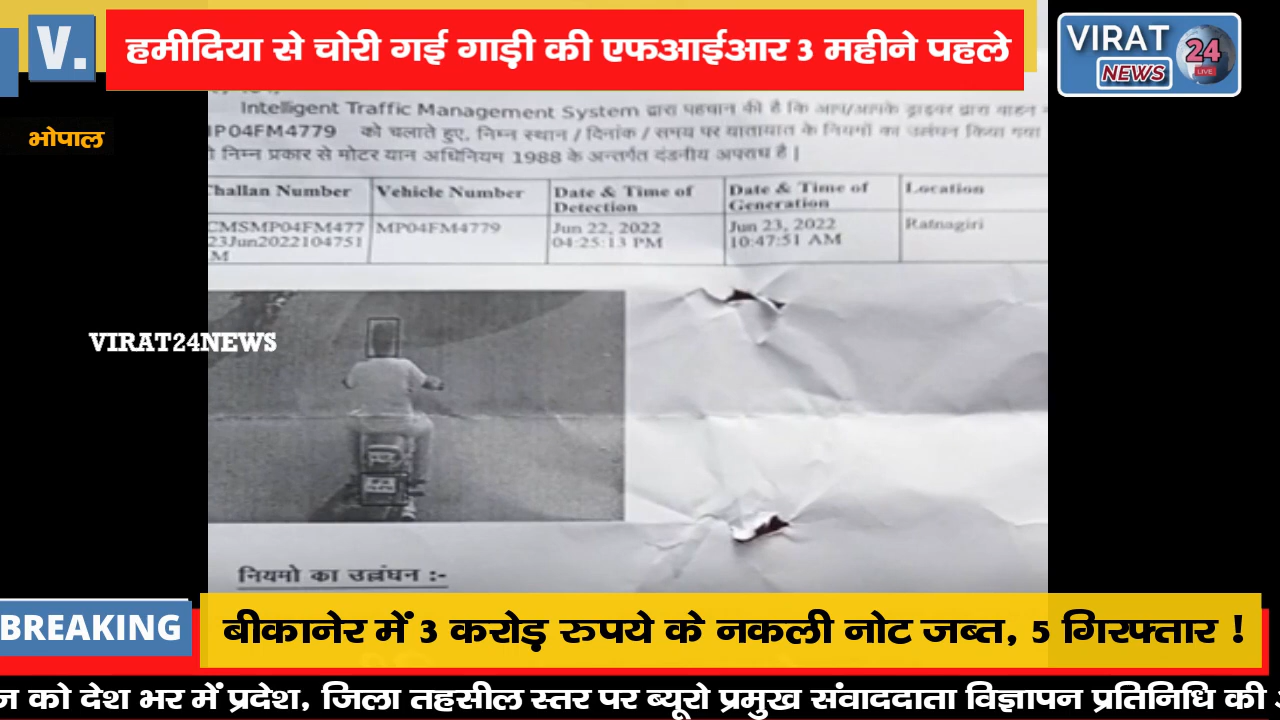 V.
हमीदिया से चोरी गई गाड़ी की एफआईआर 3 महीने पहले
VIRAT
24
NEWS
LIVE
भोपाल
Intelligent Traffic Management System द्वारा पहचान की है कि आप/आपके ड्राइवर द्वारा वाहन
MP04FM4779 को चलाते हुए, निम्न स्थान / दिनांक / समय पर यातायात के नियमों का उलंघन किया गया
निम्न प्रकार से मोटर यान अधिनियम 1988 के अन्तर्गत दंडनीय अपराध है |
Challan Number Vehicle Number Date & Time of Detection Date & Time of Generation Location
CMSMP04FM477 MP04FM4779 Jun 22, 2022 Jun 23, 2022 Ratnagiri
23Jun2022104751 04:25:13 PM 10:47:51 AM
M
VIRAT24NEWS
नियमो का उल्लंघन :-
BREAKING
बीकानेर में 3 करोड़ रुपये के नकली नोट जब्त, 5 गिरफ्तार !
न को देश भर में प्रदेश, जिला तहसील स्तर पर ब्यूरो प्रमुख संवाददाता विज्ञापन प्रतिनिधि की